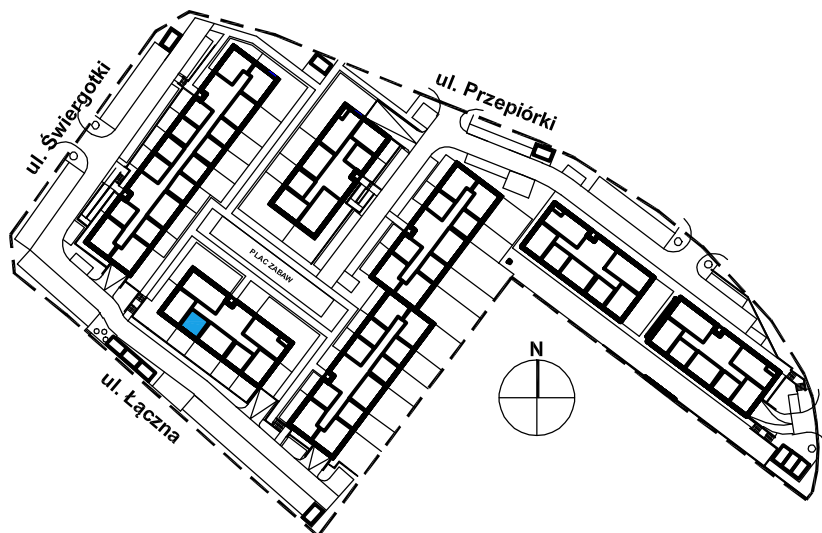 ul. Świergotki
ul. Przepiórki
PLAC ZABAW
N
ul. Łączna